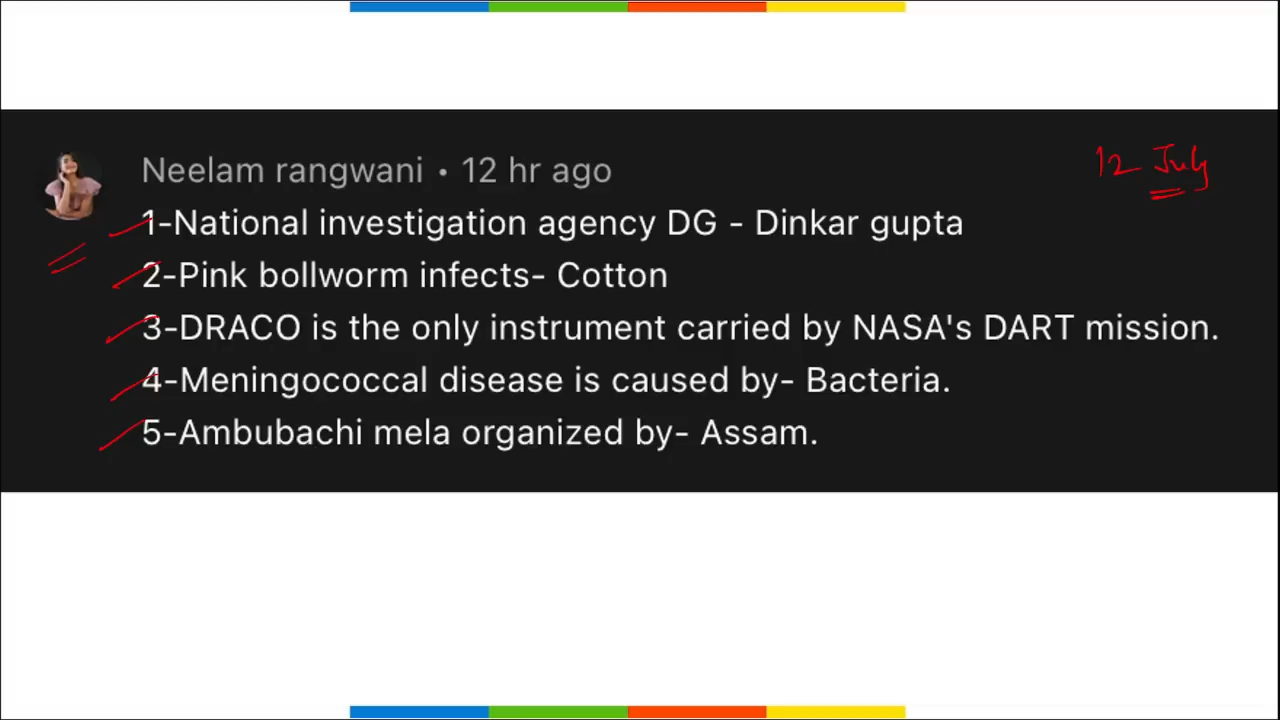 Neelam rangwani • 12 hr ago
12 July
1-National investigation agency DG - Dinkar gupta
2-Pink bollworm infects- Cotton
3-DRACO is the only instrument carried by NASA's DART mission.
4-Meningococcal disease is caused by- Bacteria.
5-Ambubachi mela organized by- Assam.